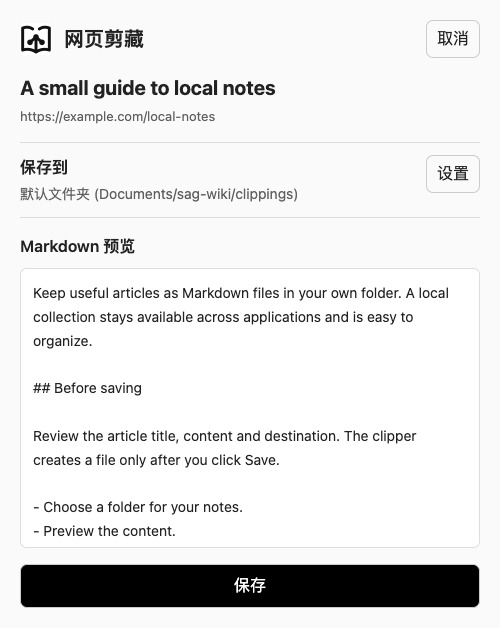 网页剪藏
取消
A small guide to local notes
https://example.com/local-notes
保存到
设置
默认文件夹 (Documents/sag-wiki/clippings)
Markdown 预览
Keep useful articles as Markdown files in your own folder. A local
collection stays available across applications and is easy to
organize.
## Before saving
Review the article title, content and destination. The clipper
creates a file only after you click Save.
- Choose a folder for your notes.
- Preview the content.
保存